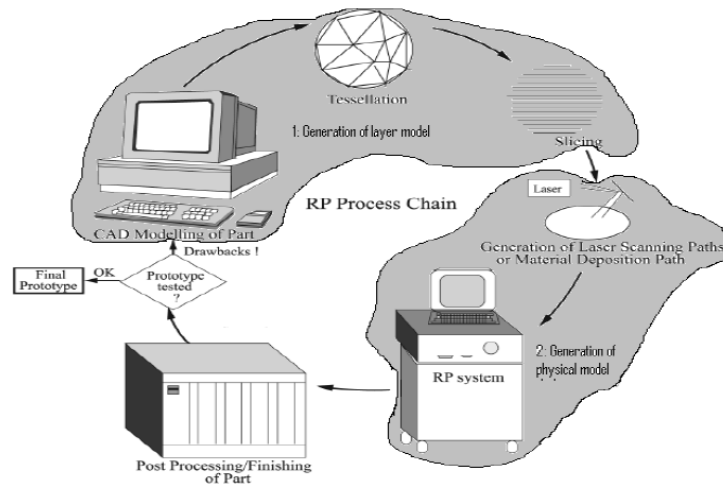 Tessellation
1: Generation of layer model
Slicing
CAD Modelling of Part
RP Process Chain
Laser
Generation of Laser Scanning Paths
or Material Deposition Path
2: Generation of
physical model
RP system
Post Processing/Finishing
of Part
Prototype
tested
?
Drawbacks !
OK
Final
Prototype